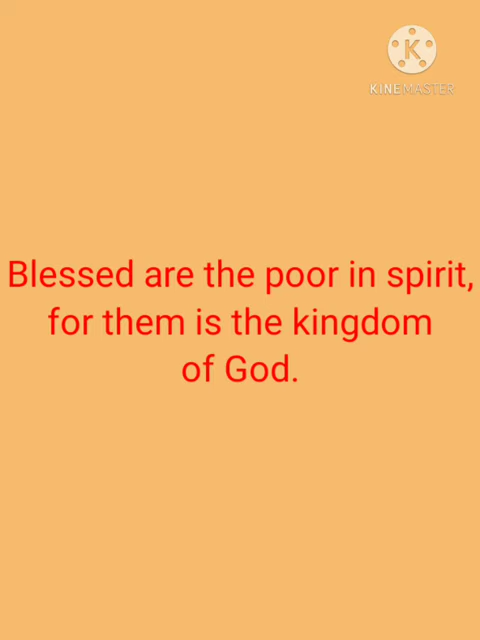 K
KINEMASTER
Blessed are the poor in spirit,
for them is the kingdom
of God.